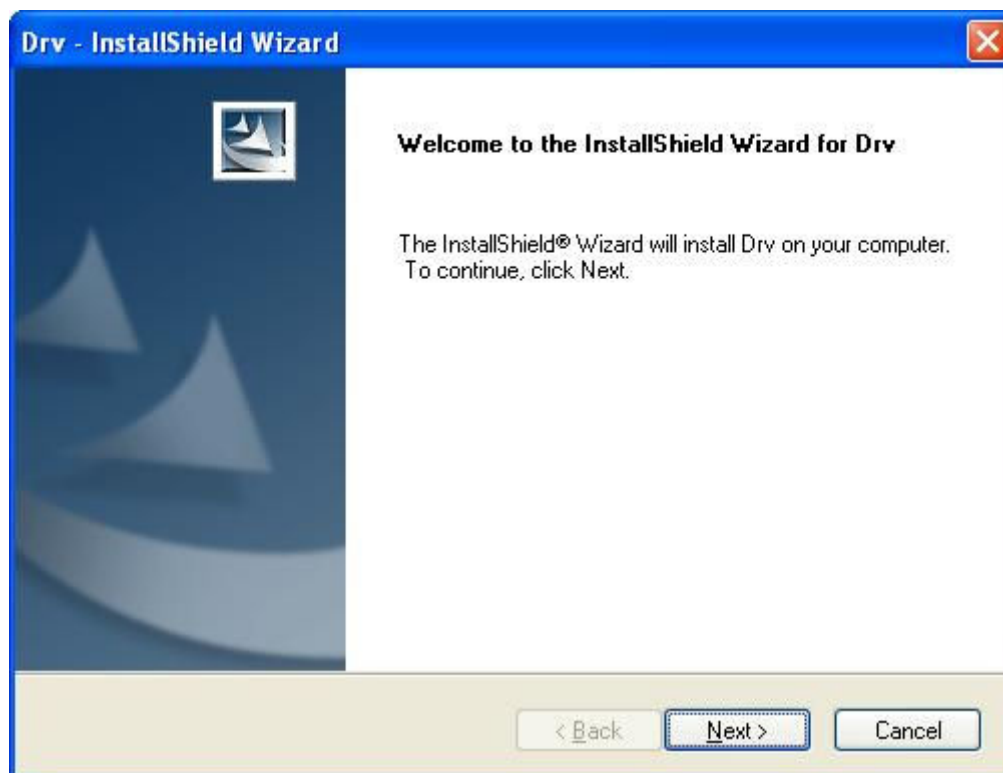 Drv - InstallShield Wizard
Welcome to the InstallShield Wizard for Drv
The InstallShield® Wizard will install Drv on your computer.
To continue, click Next.
< Back
Next >
Cancel